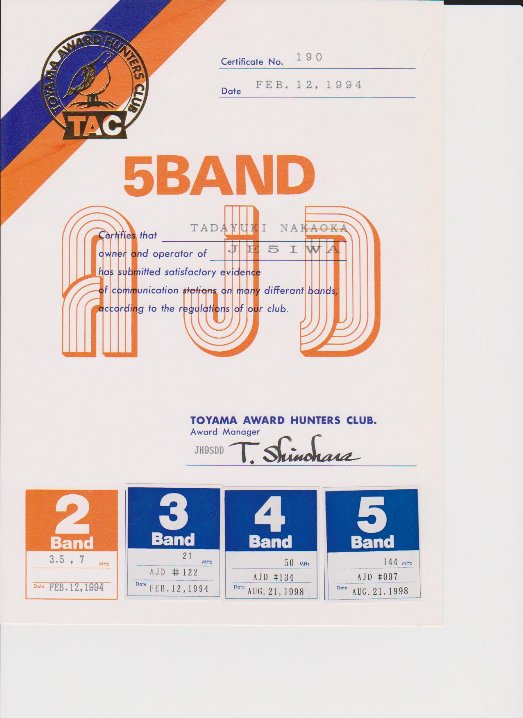 TOYAMA AWARD HUNTERS CLUB
TAC
Certificate No. 190
Date FEB. 12, 1994
5BAND
AJD
Certifies that TADAYUKI NAKAOKA
owner and operator of JE5IWA
has submitted satisfactory evidence
of communication stations on many differant bands,
according to the regulations of our club.
TOYAMA AWARD HUNTERS CLUB.
Award Manager
JH9SDD T. Shinohara
2
Band
3.5 , 7 MHz
Date FEB.12,1994
3
Band
21 MHz
AJD #122
Date FEB.12,1994
4
Band
50 MHz
AJD #134
Date AUG.21.1998
5
Band
144 MHz
AJD #097
Date AUG.21.1998